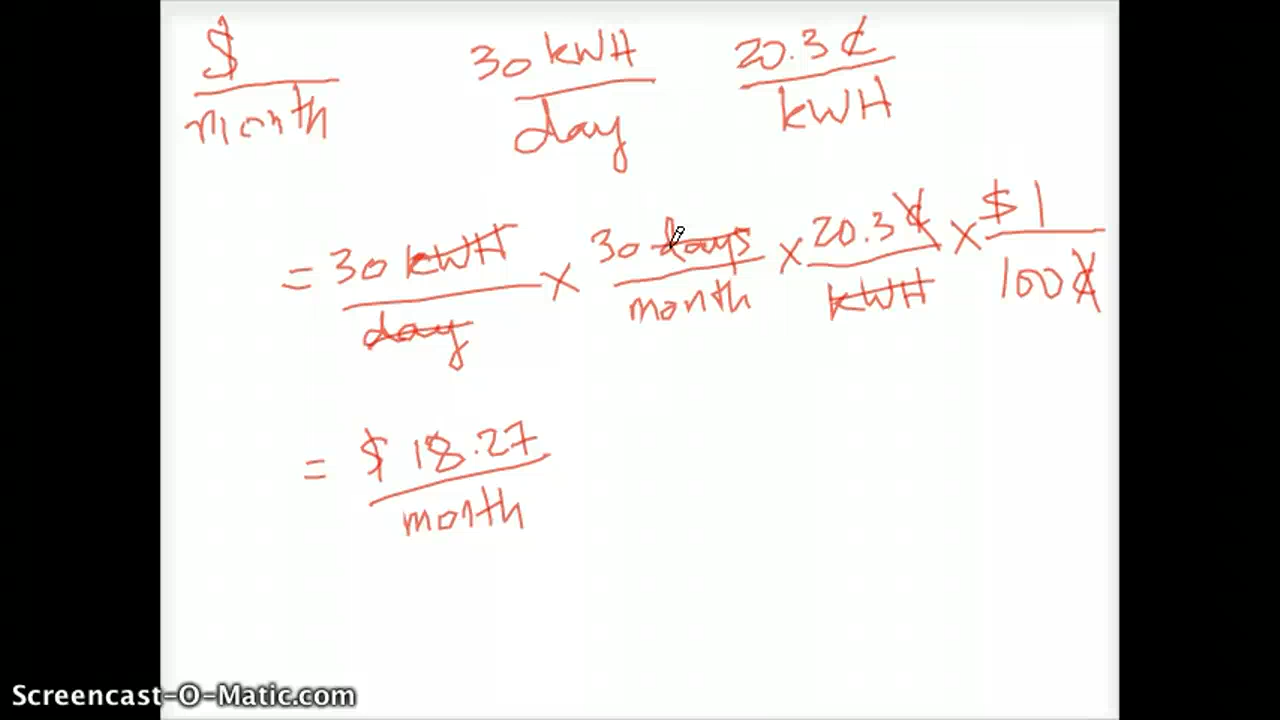 $ 30 kWH 20.3 ¢
month day kWH
= 30 kWH × 30 days × 20.3 ¢ × $ 1
day month kWH 100 ¢
= $ 18.27
month
Screencast-O-Matic.com